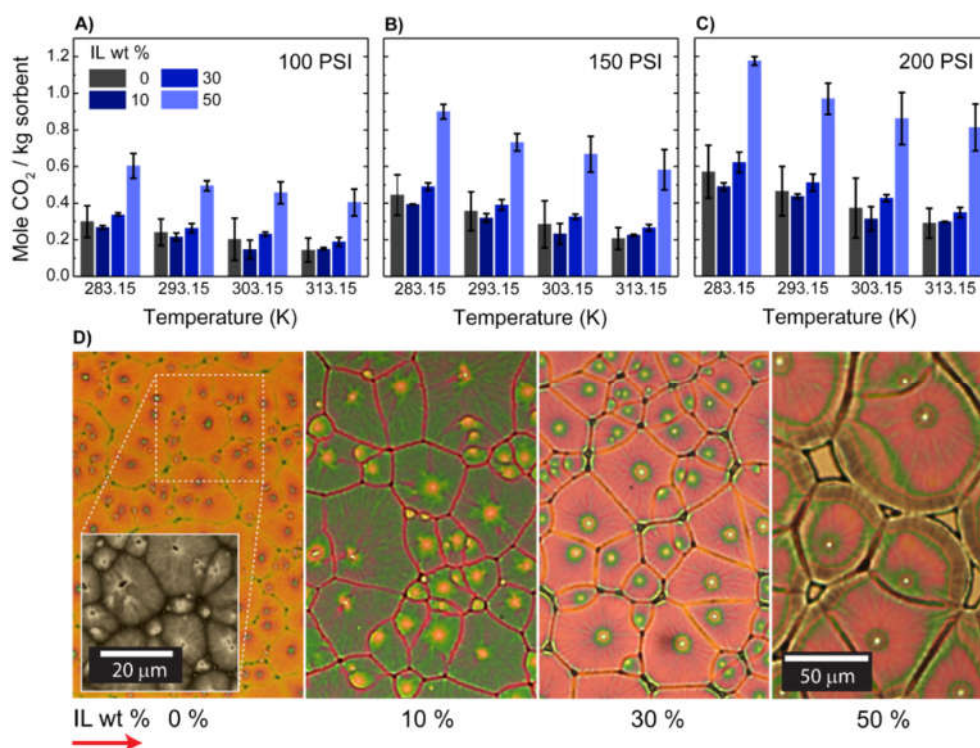 A)
B)
C)
IL wt %
0
30
10
50
100 PSI
150 PSI
200 PSI
Mole CO₂ / kg sorbent
1.2
1.0
0.8
0.6
0.4
0.2
0.0
283.15 293.15 303.15 313.15
283.15 293.15 303.15 313.15
283.15 293.15 303.15 313.15
Temperature (K)
Temperature (K)
Temperature (K)
D)
20 μm
50 μm
IL wt % 0 %
10 %
30 %
50 %